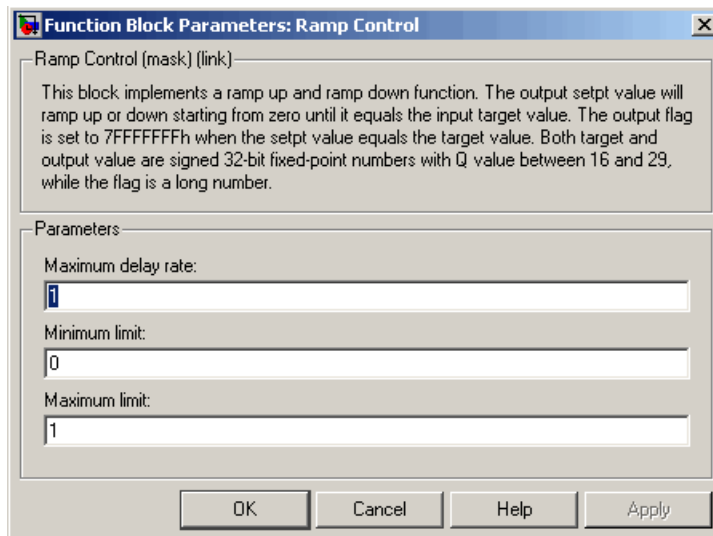 Function Block Parameters: Ramp Control
Ramp Control (mask) (link)
This block implements a ramp up and ramp down function. The output setpt value will
ramp up or down starting from zero until it equals the input target value. The output flag
is set to 7FFFFFFFh when the setpt value equals the target value. Both target and
output value are signed 32-bit fixed-point numbers with Q value between 16 and 29,
while the flag is a long number.
Parameters
Maximum delay rate:
1
Minimum limit:
0
Maximum limit:
1
OK Cancel Help Apply